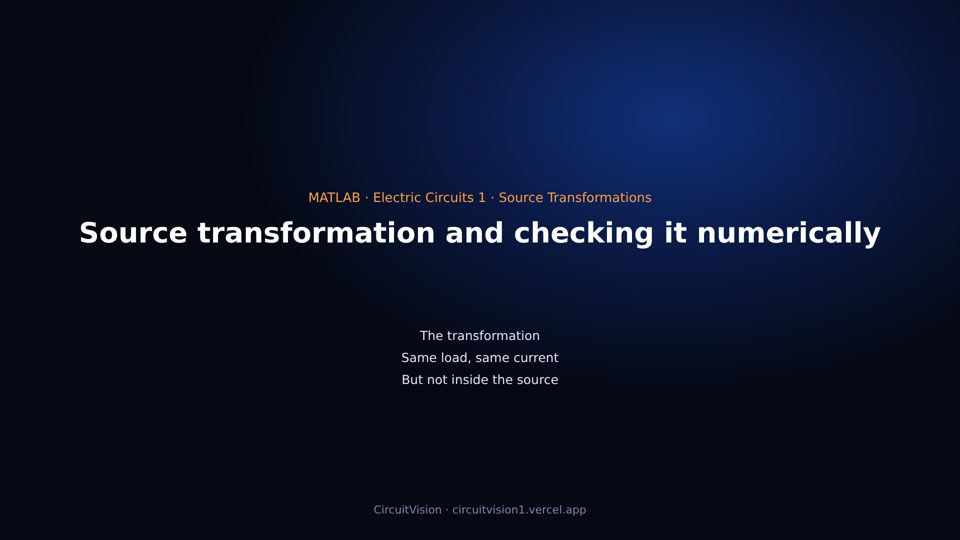 MATLAB · Electric Circuits 1 · Source Transformations
Source transformation and checking it numerically
The transformation
Same load, same current
But not inside the source
CircuitVision · circuitvision1.vercel.app